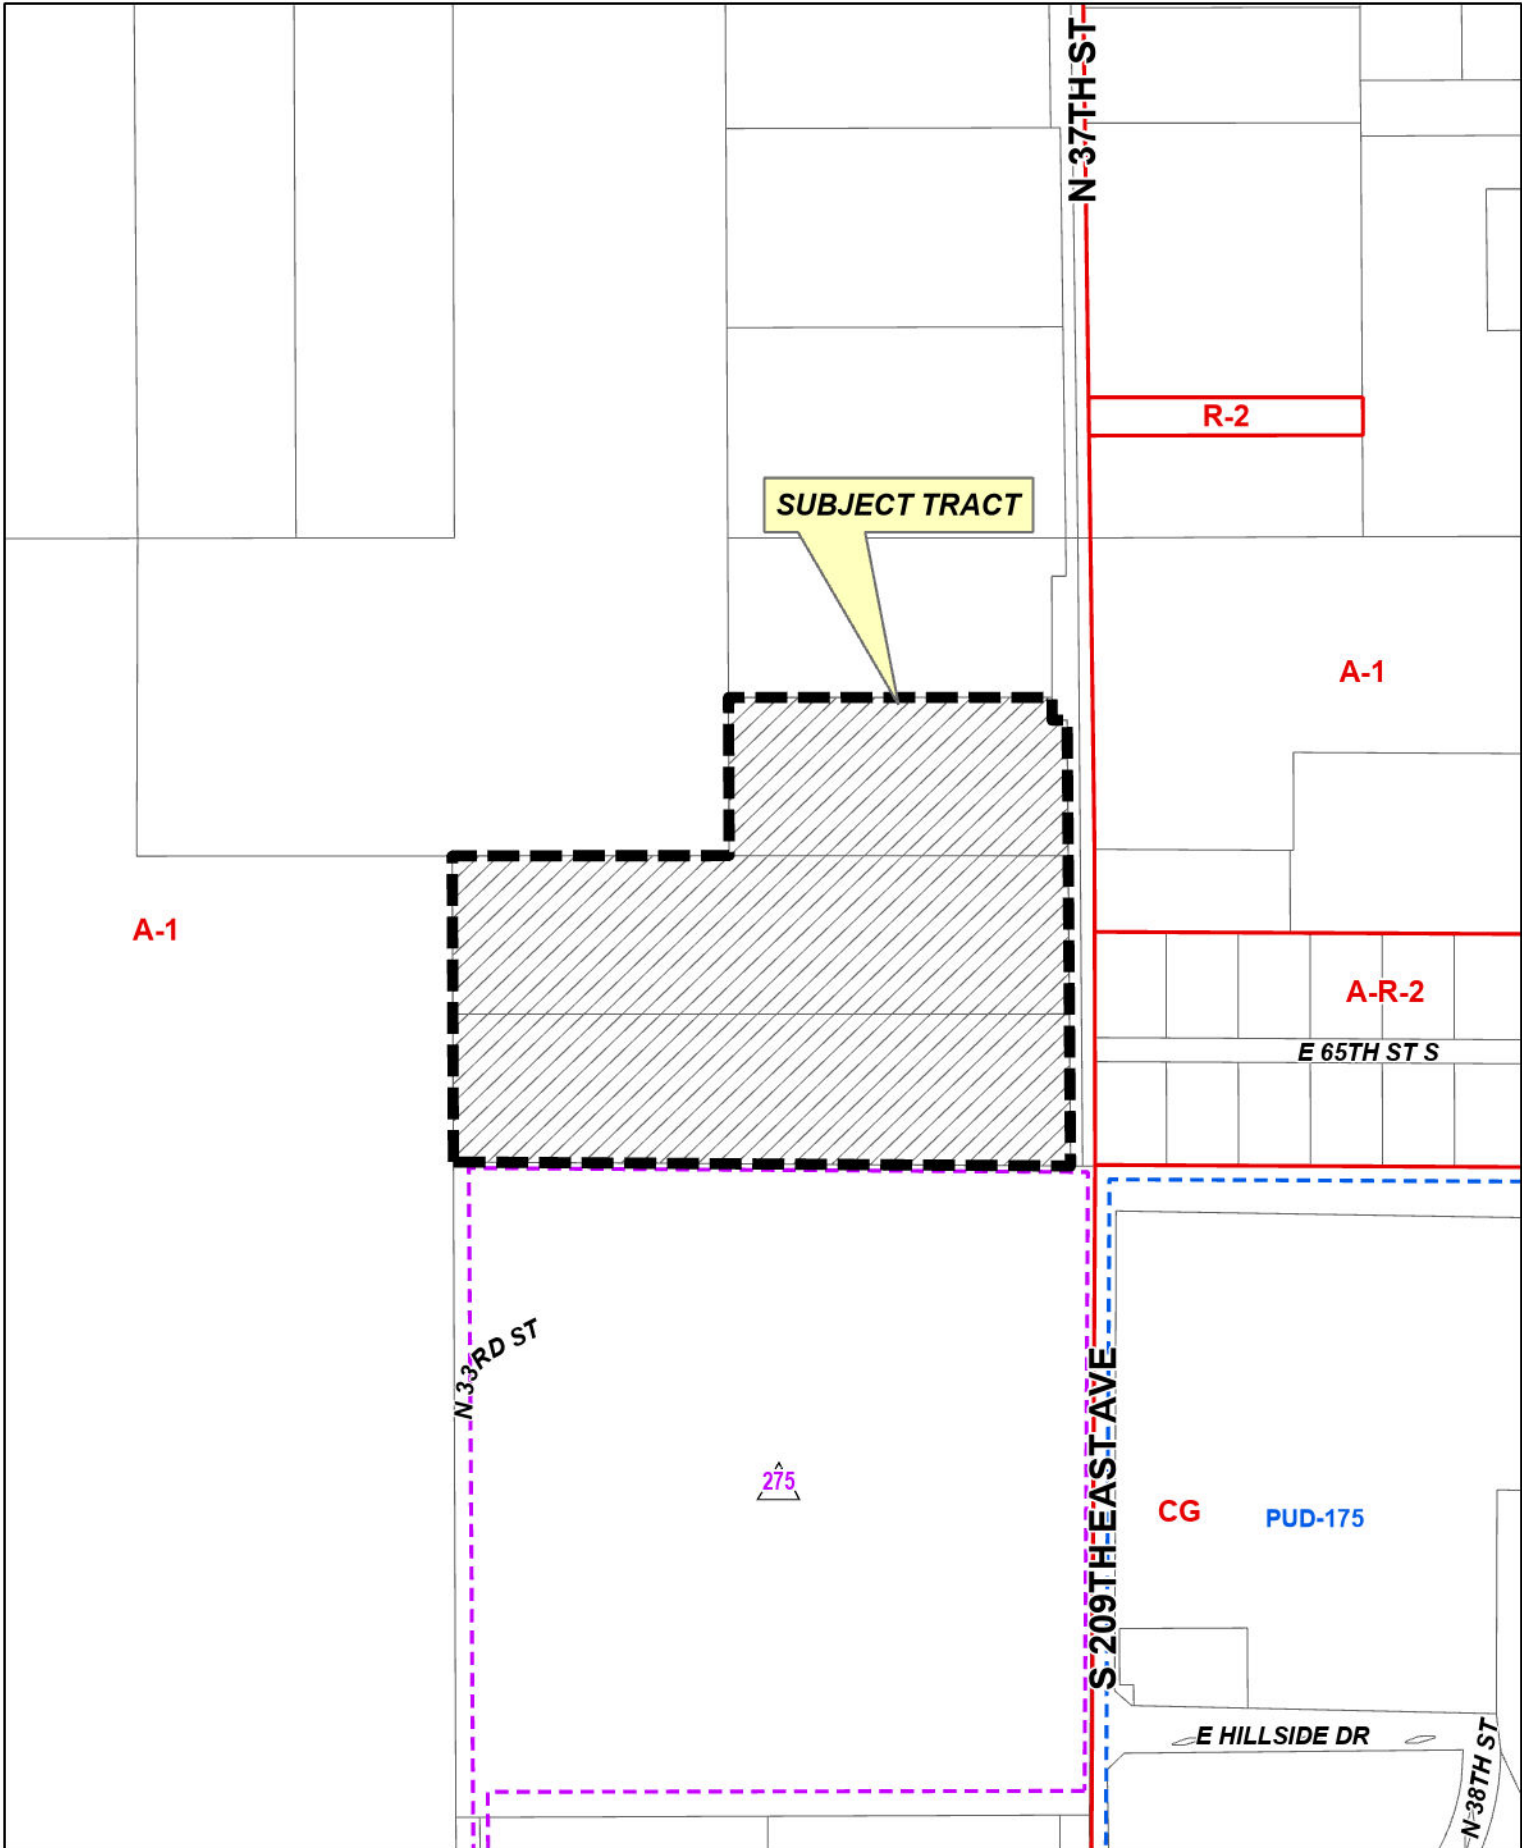 N 37TH ST
R-2
SUBJECT TRACT
A-1
A-1
A-R-2
E 65TH ST S
N 33RD ST
S 209TH EAST AVE
275
CG
PUD-175
E HILLSIDE DR
N 38TH ST